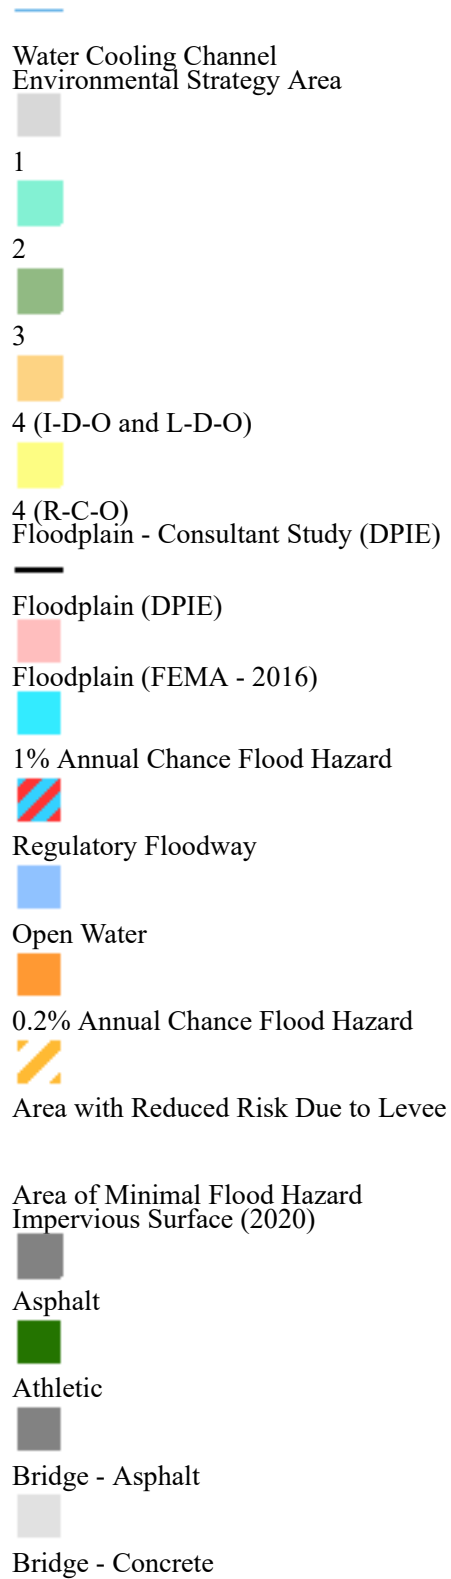 Water Cooling Channel
Environmental Strategy Area
1
2
3
4 (I-D-O and L-D-O)
4 (R-C-O)
Floodplain - Consultant Study (DPIE)
Floodplain (DPIE)
Floodplain (FEMA - 2016)
1% Annual Chance Flood Hazard
Regulatory Floodway
Open Water
0.2% Annual Chance Flood Hazard
Area with Reduced Risk Due to Levee
Area of Minimal Flood Hazard
Impervious Surface (2020)
Asphalt
Athletic
Bridge - Asphalt
Bridge - Concrete